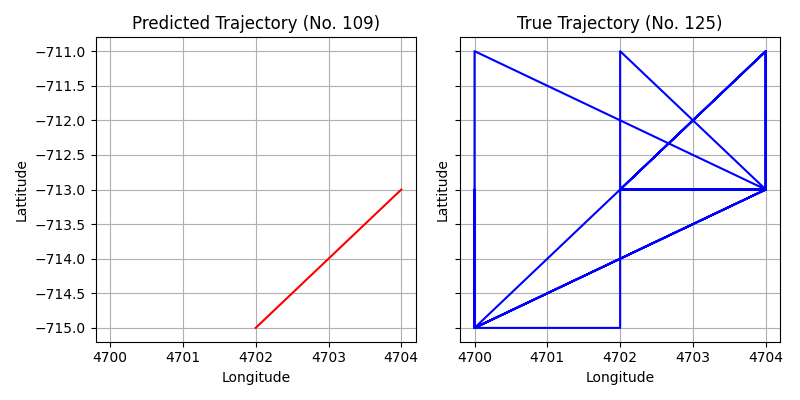 Predicted Trajectory (No. 109)
True Trajectory (No. 125)
Lattitude
−711.0
−711.5
−712.0
−712.5
−713.0
−713.5
−714.0
−714.5
−715.0
4700 4701 4702 4703 4704
Longitude
Lattitude
4700 4701 4702 4703 4704
Longitude